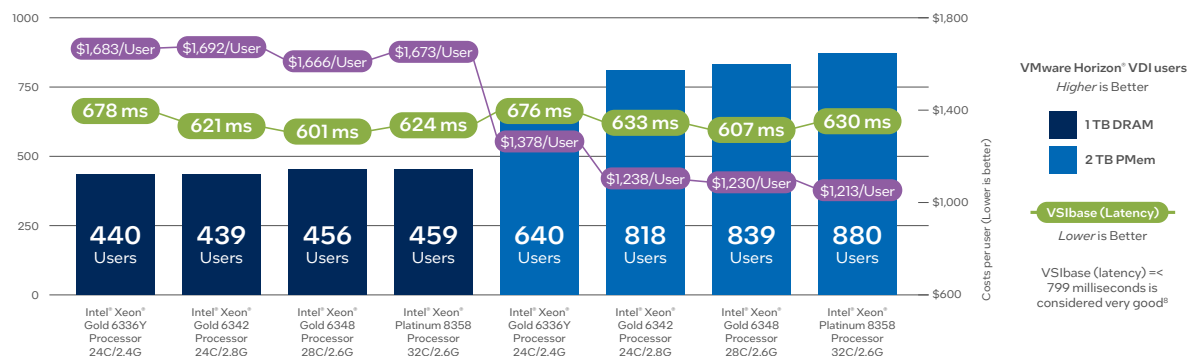 1000
750
500
250
0
$1,683/User
$1,692/User
$1,666/User
$1,673/User
$1,378/User
$1,238/User
$1,230/User
$1,213/User
678 ms
621 ms
601 ms
624 ms
676 ms
633 ms
607 ms
630 ms
440
Users
439
Users
456
Users
459
Users
640
Users
818
Users
839
Users
880
Users
Intel® Xeon®
Gold 6336Y
Processor
24C/2.4G
Intel® Xeon®
Gold 6342
Processor
24C/2.8G
Intel® Xeon®
Gold 6348
Processor
28C/2.6G
Intel® Xeon®
Platinum 8358
Processor
32C/2.6G
Intel® Xeon®
Gold 6336Y
Processor
24C/2.4G
Intel® Xeon®
Gold 6342
Processor
24C/2.8G
Intel® Xeon®
Gold 6348
Processor
28C/2.6G
Intel® Xeon®
Platinum 8358
Processor
32C/2.6G
$1,800
$1,400
$1,000
$600
Costs per user (Lower is better)
VMware Horizon® VDI users
Higher is Better
1 TB DRAM
2 TB PMem
VSIbase (Latency)
Lower is Better
VSIbase (latency) =<
799 milliseconds is
considered very good⁸